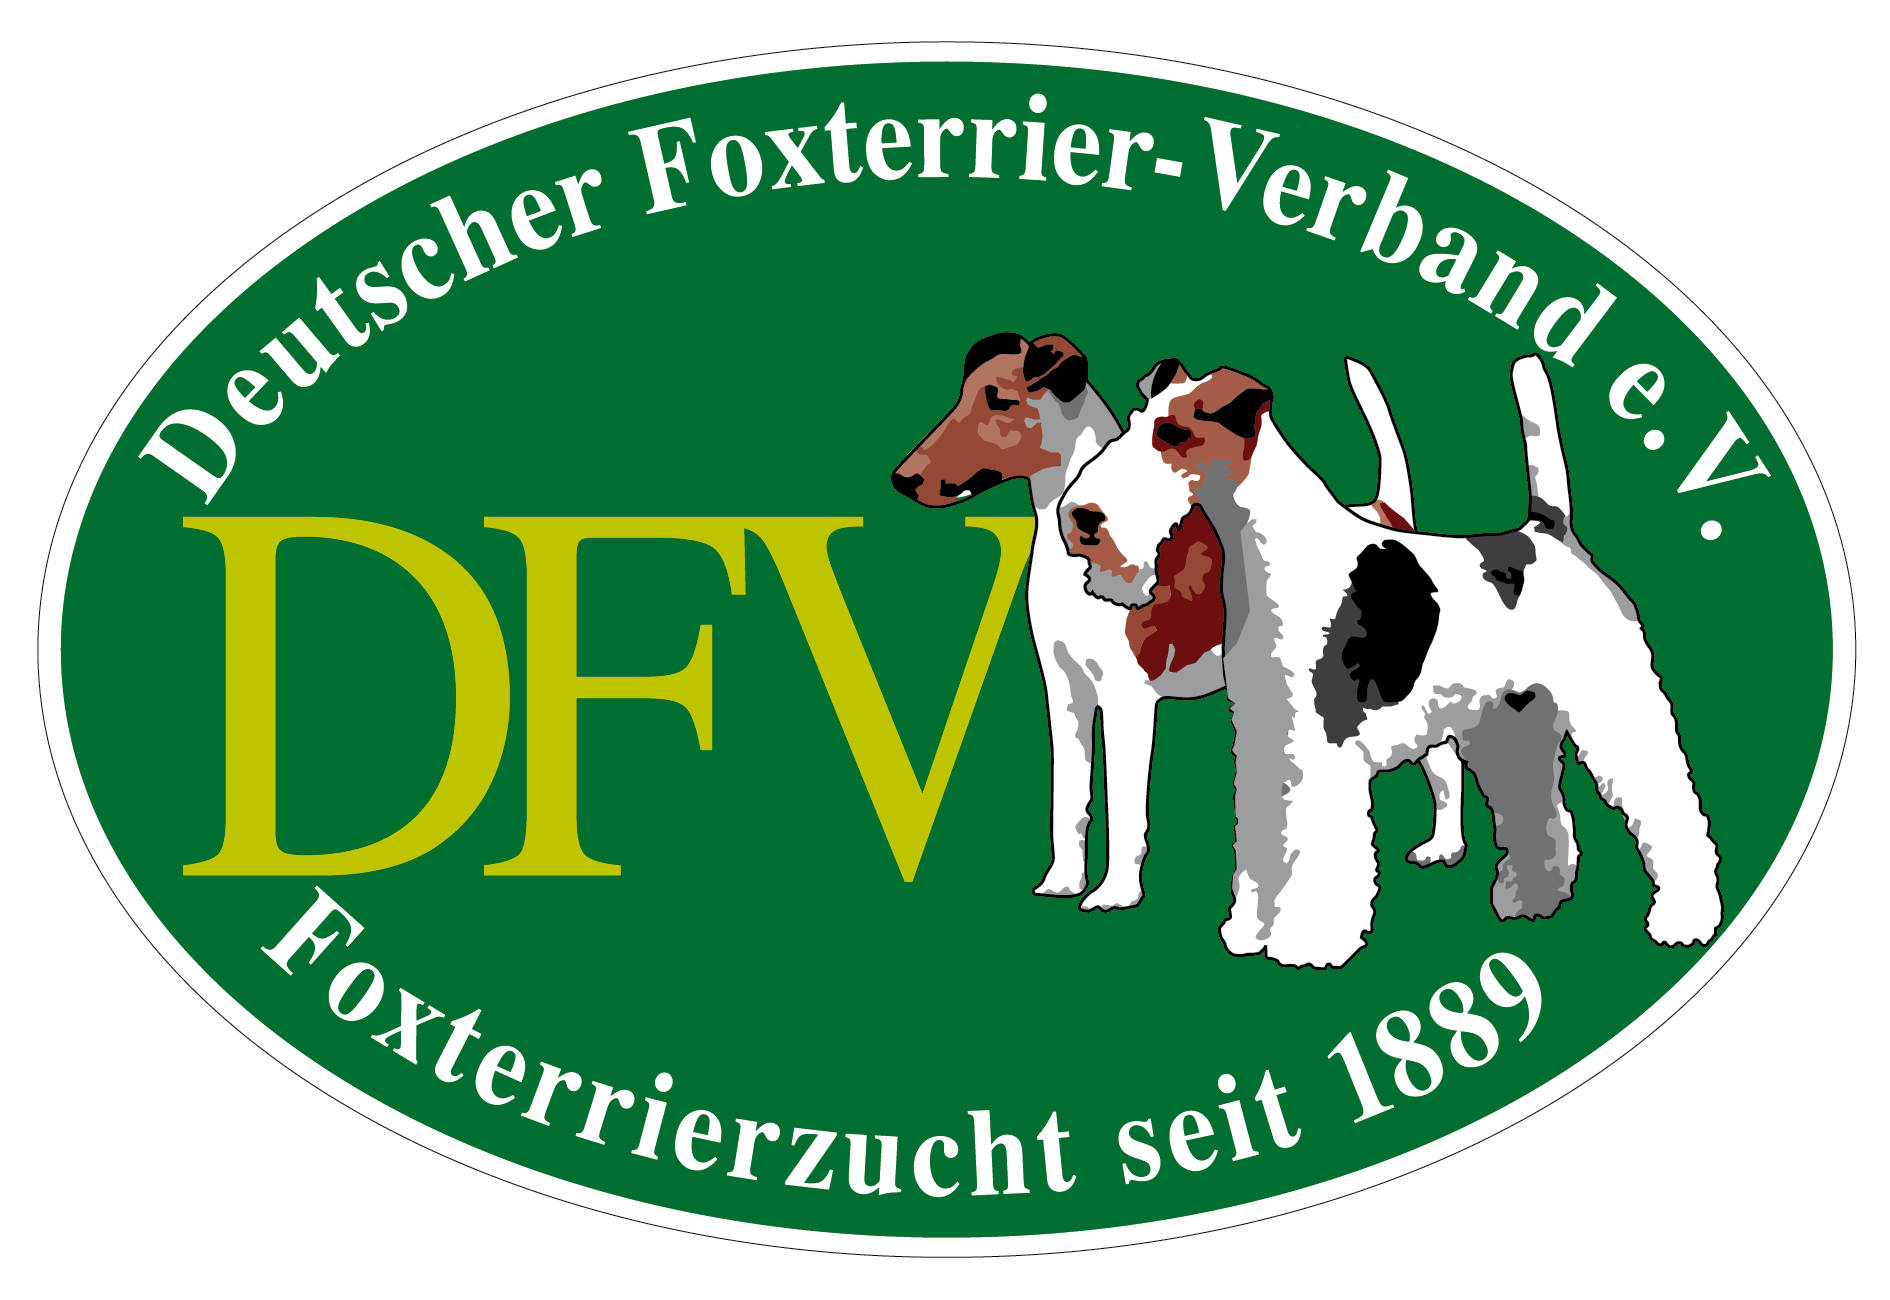 Deutscher Foxterrier-Verband e. V.
DFV
Foxterrierzucht seit 1889